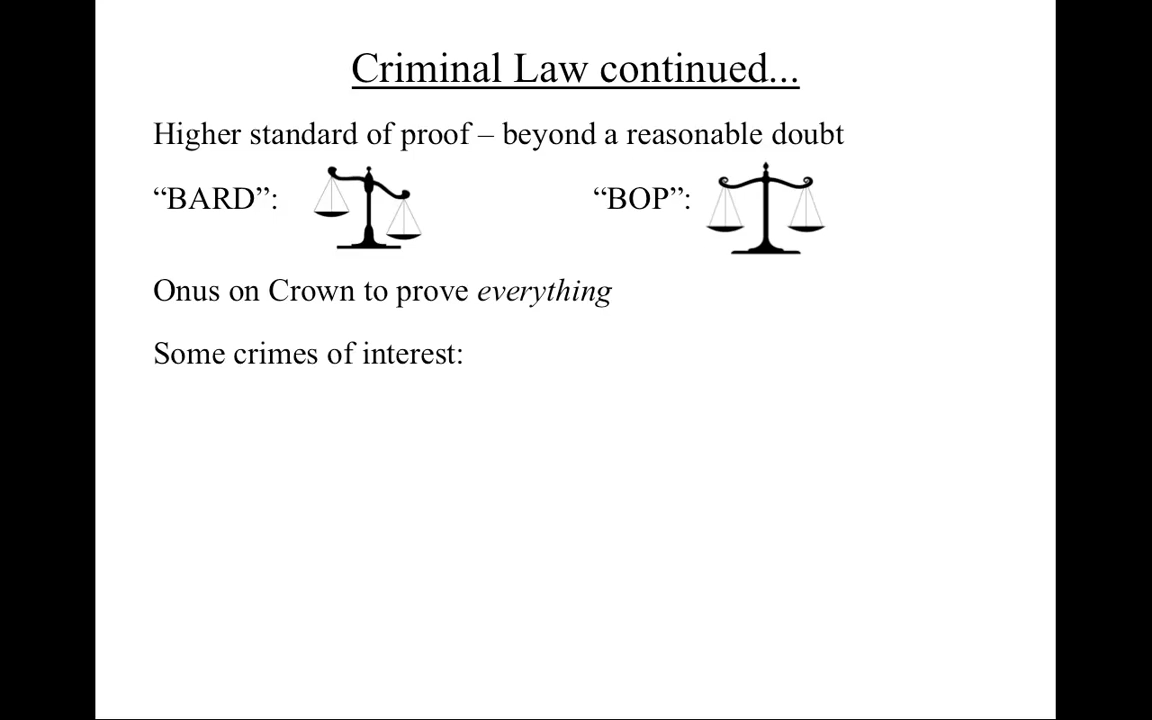 Criminal Law continued...
Higher standard of proof – beyond a reasonable doubt
“BARD”: “BOP”:
Onus on Crown to prove everything
Some crimes of interest: